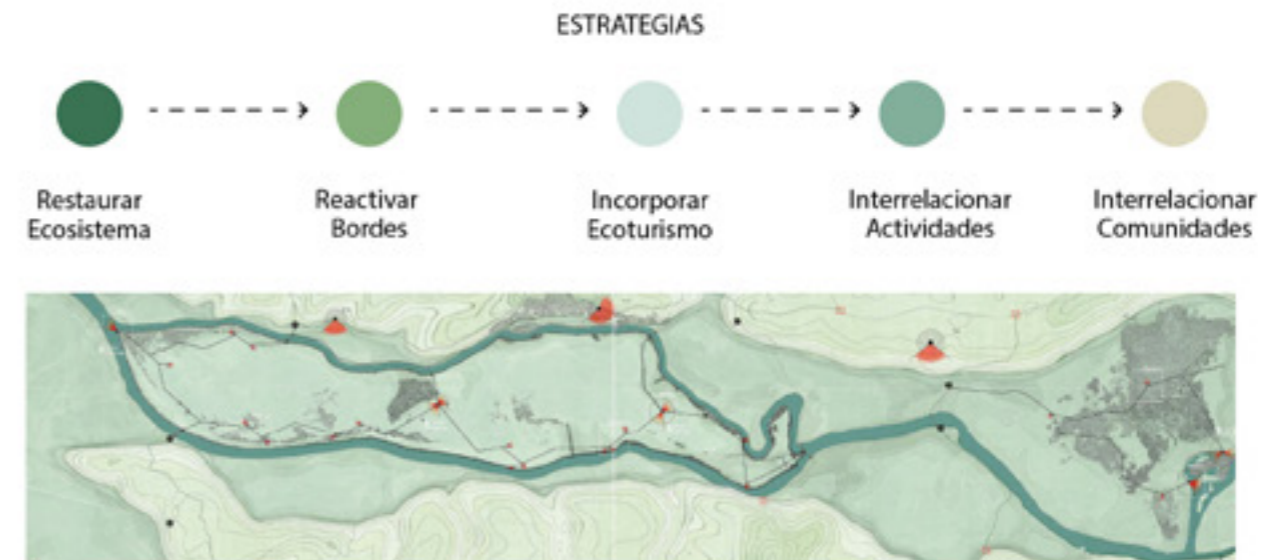 ESTRATEGIAS
Restaurar
Ecosistema
Reactivar
Bordes
Incorporar
Ecoturismo
Interrelacionar
Actividades
Interrelacionar
Comunidades